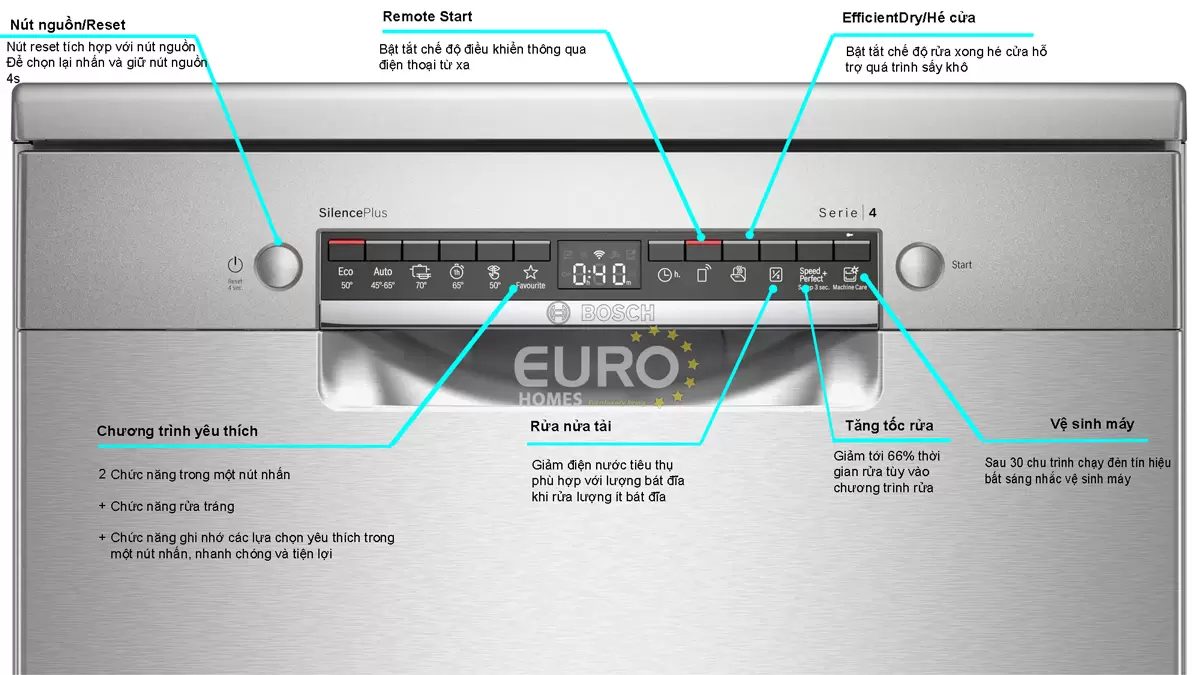 Nút nguồn/Reset
Nút reset tích hợp với nút nguồn
Để chọn lại nhấn và giữ nút nguồn
4s
Remote Start
Bật tắt chế độ điều khiển thông qua
điện thoại từ xa
EfficientDry/Hé cửa
Bật tắt chế độ rửa xong hé cửa hỗ
trợ quá trình sấy khô
SilencePlus
Serie 4
Reset
4 sec.
Eco
50°
Auto
45°-65°
70°
1h
65°
50°
Favourite
0:40
h.
Speed +
Perfect
3 sec.
Machine Care
Start
BOSCH
EURO
HOMES
Chương trình yêu thích
2 Chức năng trong một nút nhấn
+ Chức năng rửa tráng
+ Chức năng ghi nhớ các lựa chọn yêu thích trong
một nút nhấn, nhanh chóng và tiện lợi
Rửa nửa tải
Giảm điện nước tiêu thụ
phù hợp với lượng bát đĩa
khi rửa lượng ít bát đĩa
Tăng tốc rửa
Giảm tới 66% thời
gian rửa tùy vào
chương trình rửa
Vệ sinh máy
Sau 30 chu trình chạy đèn tín hiệu
bất sáng nhắc vệ sinh máy